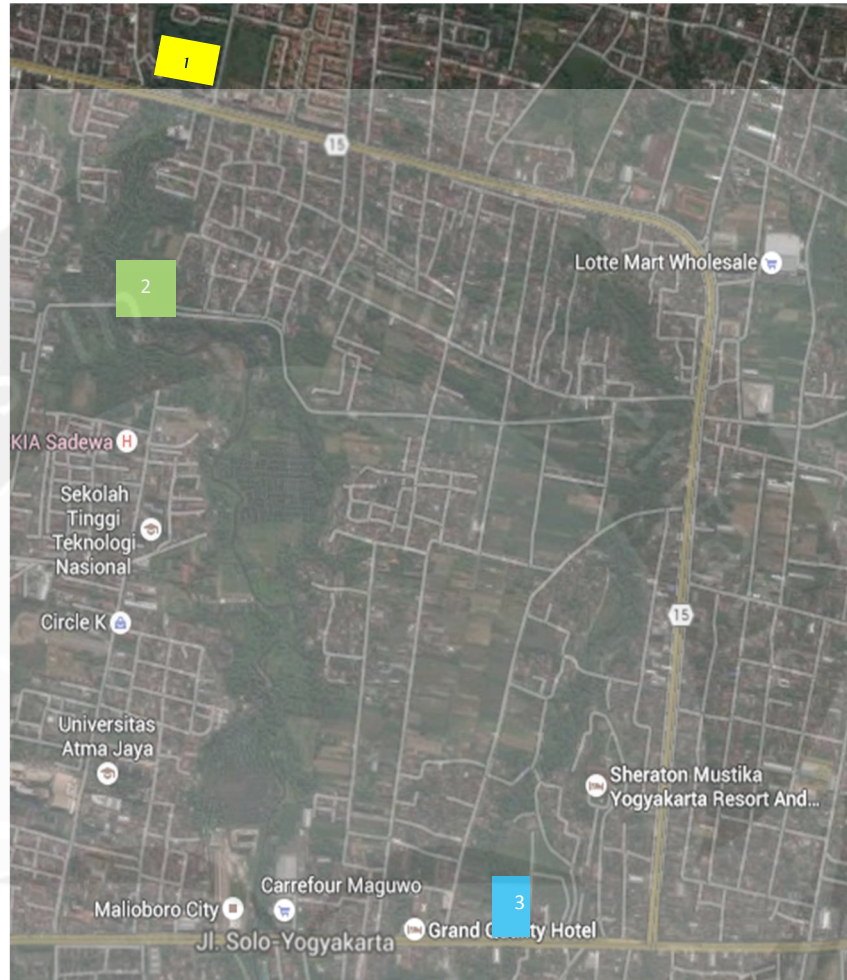 1
15
Lotte Mart Wholesale
2
KIA Sadewa
H
Sekolah
Tinggi
Teknologi
Nasional
15
Circle K
Universitas
Atma Jaya
Sheraton Mustika
Yogyakarta Resort And...
Carrefour Maguwo
Malioboro City
3
Grand Q ty Hotel
Jl. Solo-Yogyakarta